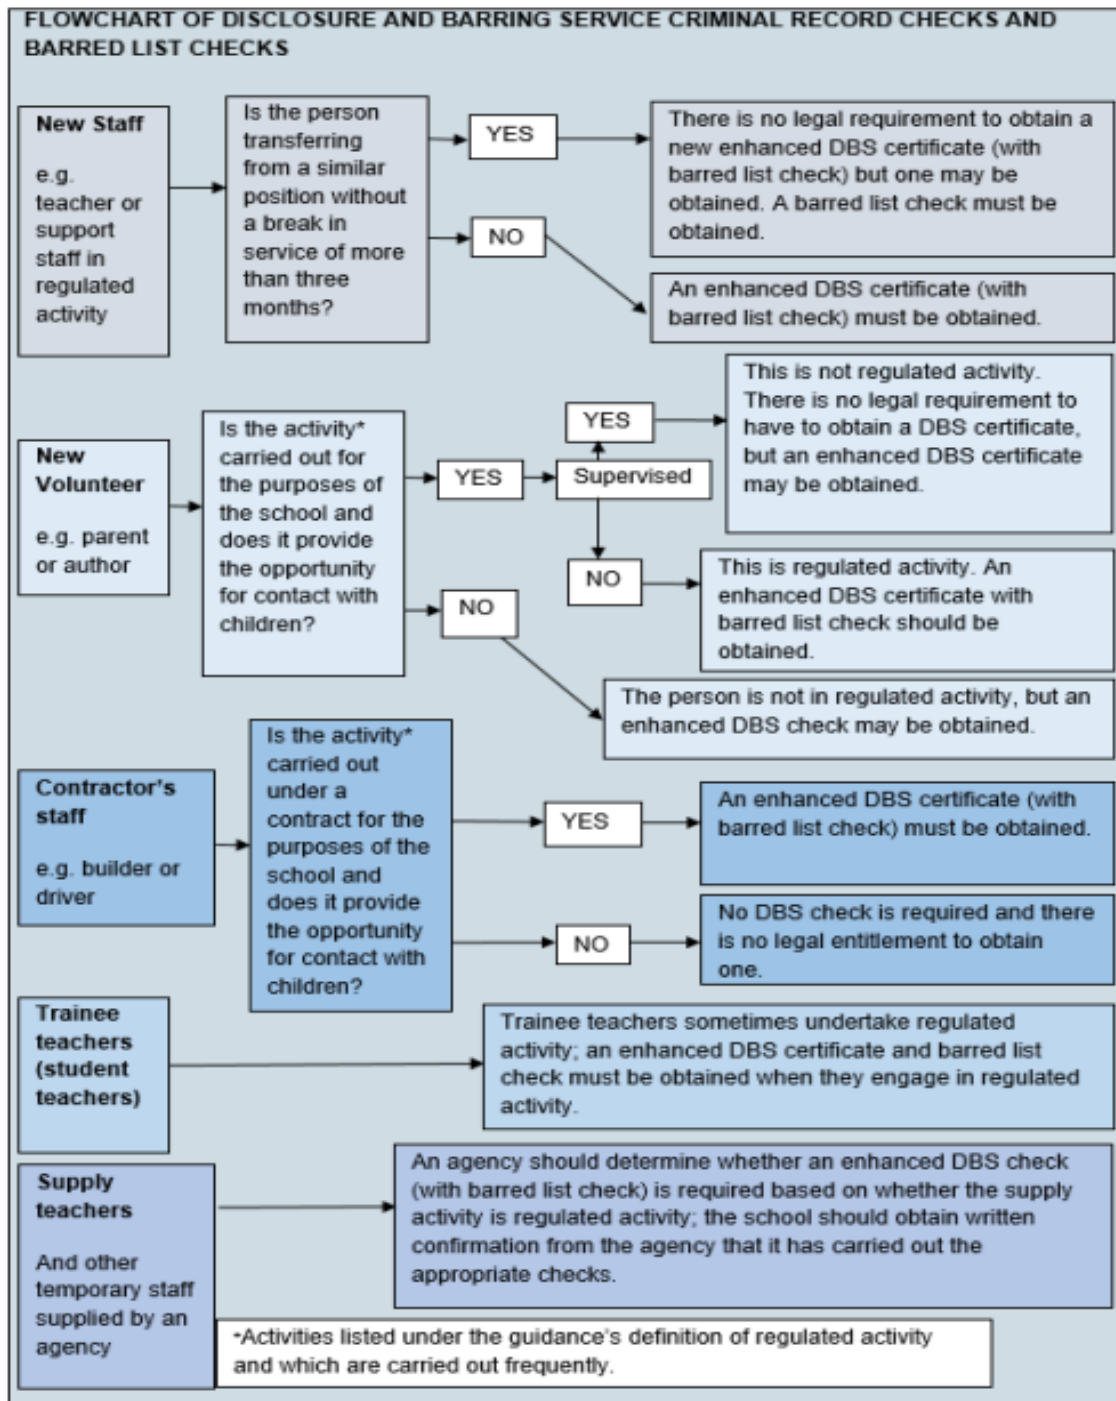 FLOWCHART OF DISCLOSURE AND BARRING SERVICE CRIMINAL RECORD CHECKS AND
BARRED LIST CHECKS
New Staff
e.g.
teacher or
support
staff in
regulated
activity
Is the person
transferring
from a similar
position without
a break in
service of more
than three
months?
YES
There is no legal requirement to obtain a
new enhanced DBS certificate (with
barred list check) but one may be
obtained. A barred list check must be
obtained.
NO
An enhanced DBS certificate (with
barred list check) must be obtained.
New
Volunteer
e.g. parent
or author
Is the activity*
carried out for
the purposes of
the school and
does it provide
the opportunity
for contact with
children?
YES
Supervised
YES
This is not regulated activity.
There is no legal requirement to
have to obtain a DBS certificate,
but an enhanced DBS certificate
may be obtained.
NO
This is regulated activity. An
enhanced DBS certificate with
barred list check should be
obtained.
NO
The person is not in regulated activity, but an
enhanced DBS check may be obtained.
Contractor's
staff
e.g. builder or
driver
Is the activity*
carried out
under a
contract for the
purposes of the
school and
does it provide
the opportunity
for contact with
children?
YES
An enhanced DBS certificate (with
barred list check) must be obtained.
NO
No DBS check is required and there
is no legal entitlement to obtain
one.
Trainee
teachers
(student
teachers)
Trainee teachers sometimes undertake regulated
activity; an enhanced DBS certificate and barred list
check must be obtained when they engage in regulated
activity.
Supply
teachers
And other
temporary staff
supplied by an
agency
An agency should determine whether an enhanced DBS check
(with barred list check) is required based on whether the supply
activity is regulated activity; the school should obtain written
confirmation from the agency that it has carried out the
appropriate checks.
*Activities listed under the guidance's definition of regulated activity
and which are carried out frequently.